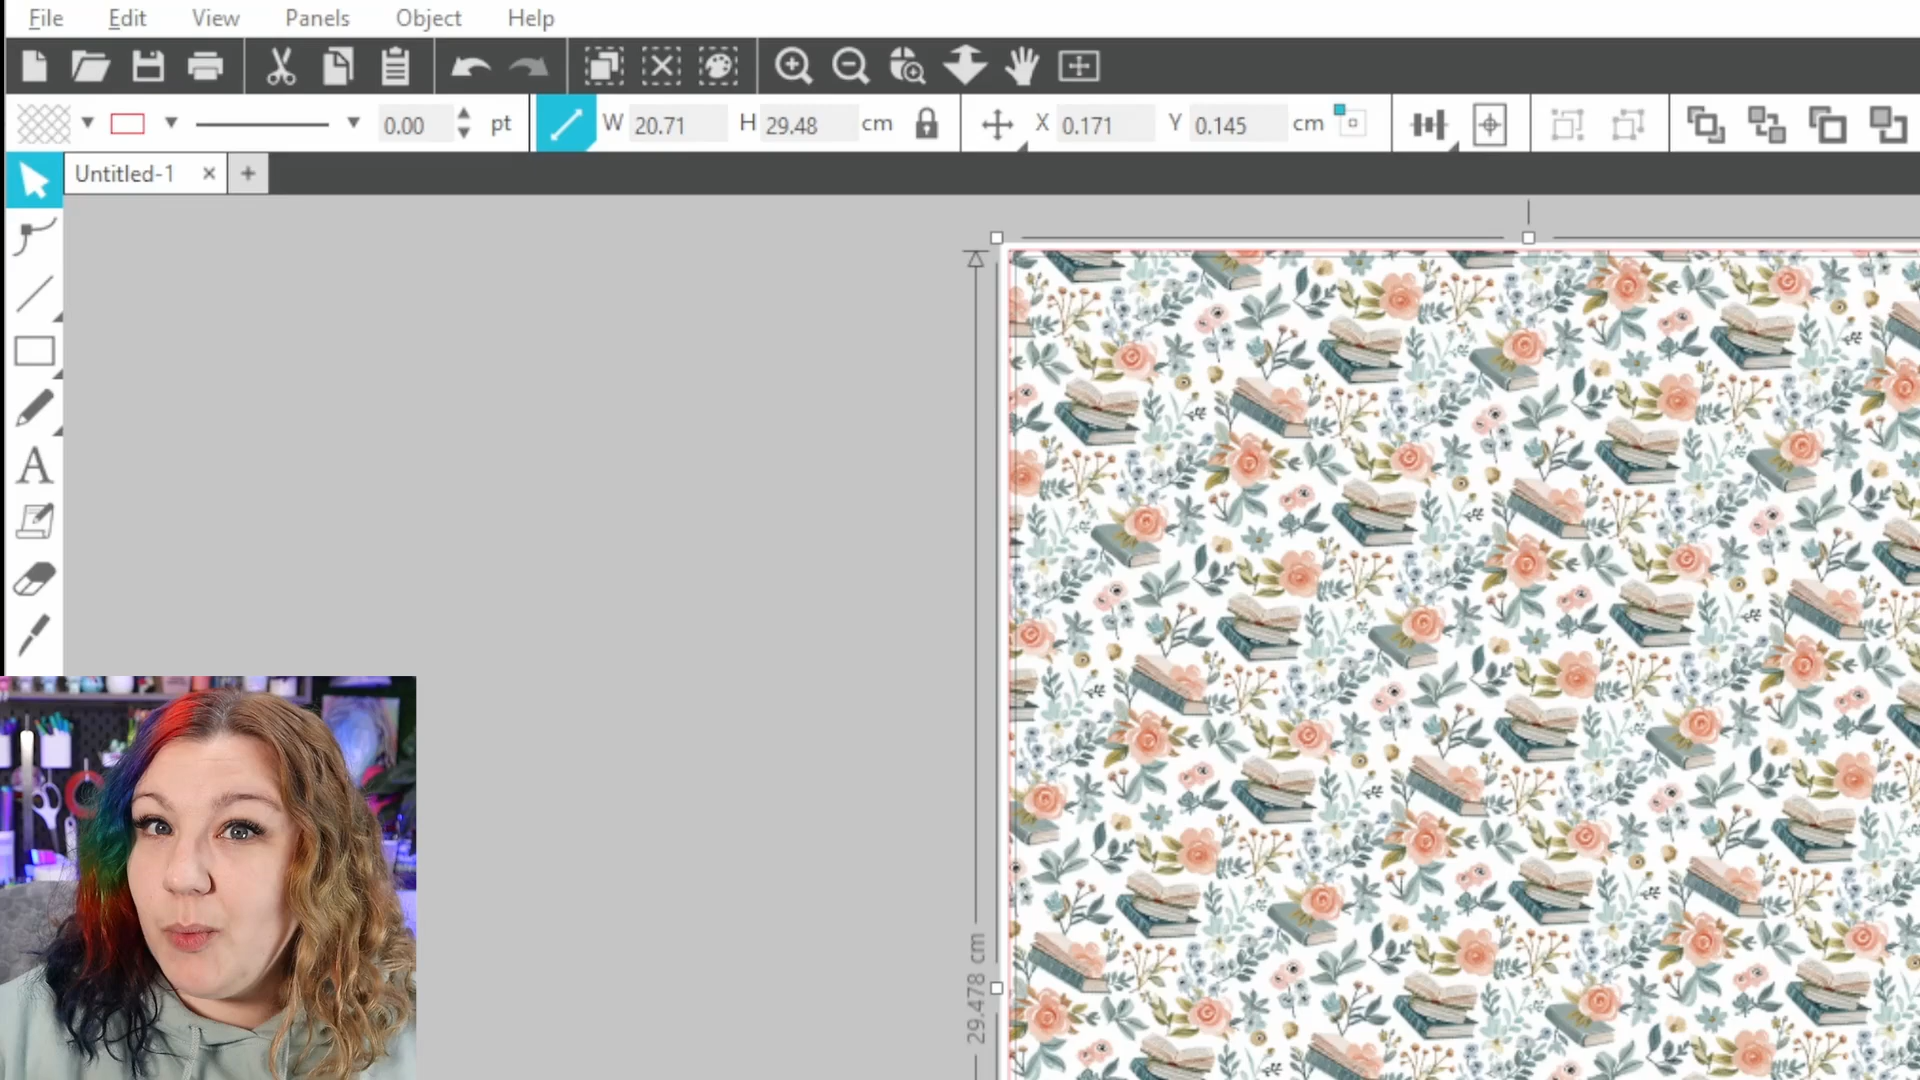 File Edit View Panels Object Help
0.00 pt W 20.71 H 29.48 cm X 0.171 Y 0.145 cm
Untitled-1
A
29.478 cm